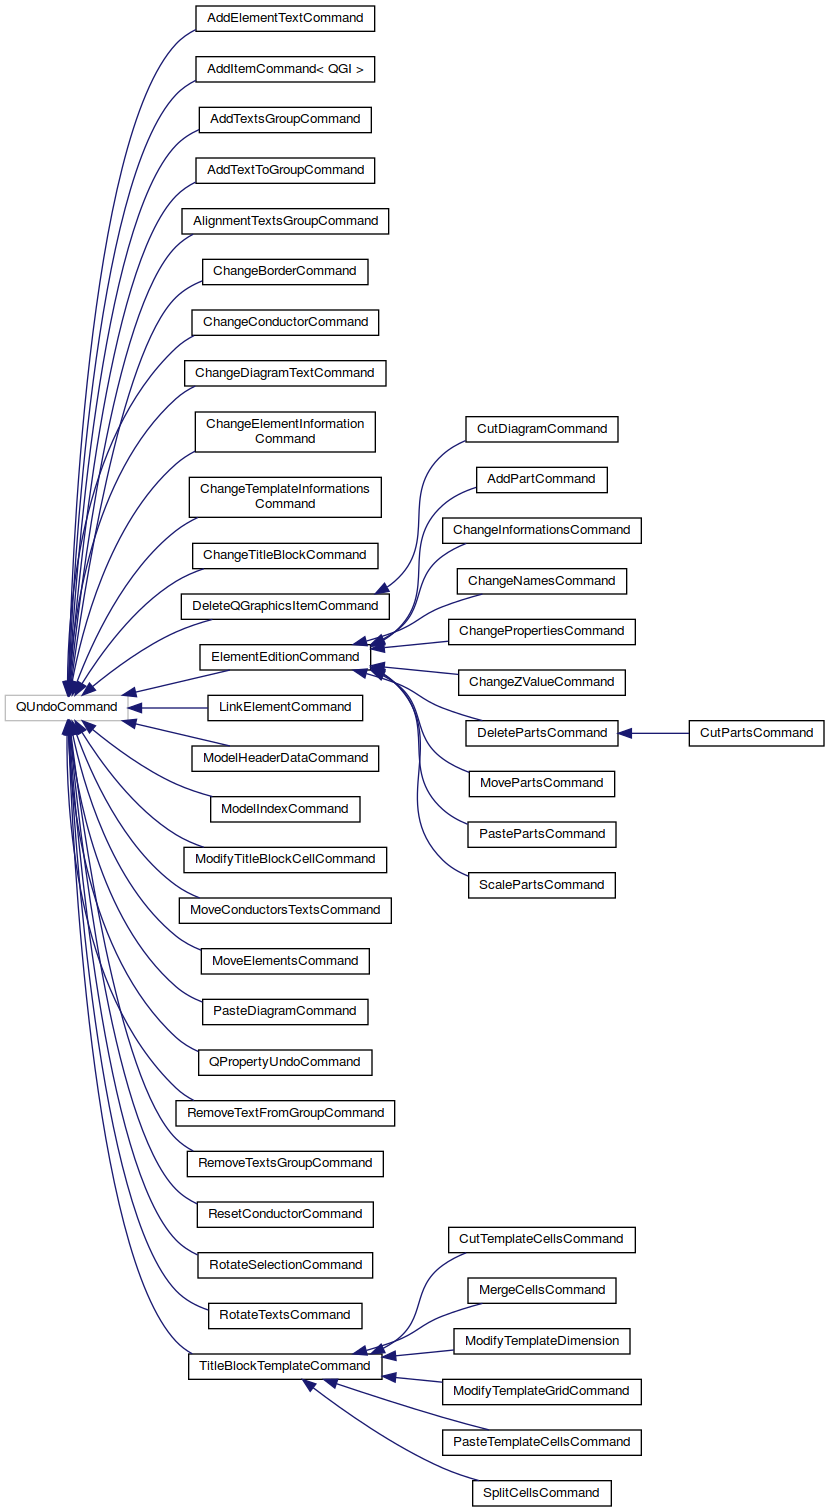 AddElementTextCommand
AddItemCommand< QGI >
AddTextsGroupCommand
AddTextToGroupCommand
AlignmentTextsGroupCommand
ChangeBorderCommand
ChangeConductorCommand
ChangeDiagramTextCommand
ChangeElementInformation
Command
ChangeTemplateInformations
Command
ChangeTitleBlockCommand
DeleteQGraphicsItemCommand
ElementEditionCommand
QUndoCommand
LinkElementCommand
ModelHeaderDataCommand
ModelIndexCommand
ModifyTitleBlockCellCommand
MoveConductorsTextsCommand
MoveElementsCommand
PasteDiagramCommand
QPropertyUndoCommand
RemoveTextFromGroupCommand
RemoveTextsGroupCommand
ResetConductorCommand
RotateSelectionCommand
RotateTextsCommand
TitleBlockTemplateCommand
CutDiagramCommand
AddPartCommand
ChangeInformationsCommand
ChangeNamesCommand
ChangePropertiesCommand
ChangeZValueCommand
DeletePartsCommand
CutPartsCommand
MovePartsCommand
PastePartsCommand
ScalePartsCommand
CutTemplateCellsCommand
MergeCellsCommand
ModifyTemplateDimension
ModifyTemplateGridCommand
PasteTemplateCellsCommand
SplitCellsCommand